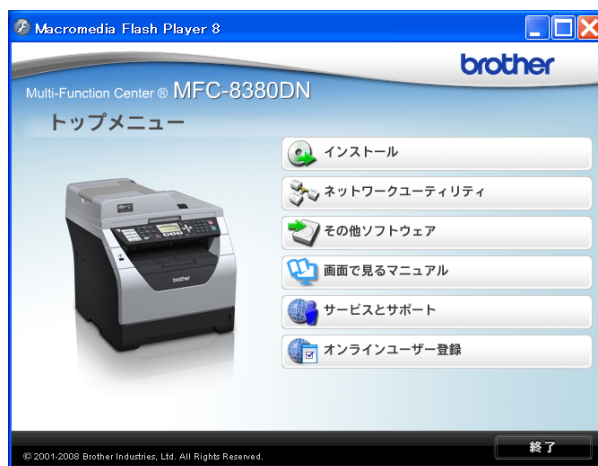 Macromedia Flash Player 8
brother
Multi-Function Center ® MFC-8380DN
トップメニュー
インストール
ネットワークユーティリティ
その他ソフトウェア
画面で見るマニュアル
サービスとサポート
オンラインユーザー登録
brother
終了
© 2001-2008 Brother Industries, Ltd. All Rights Reserved.